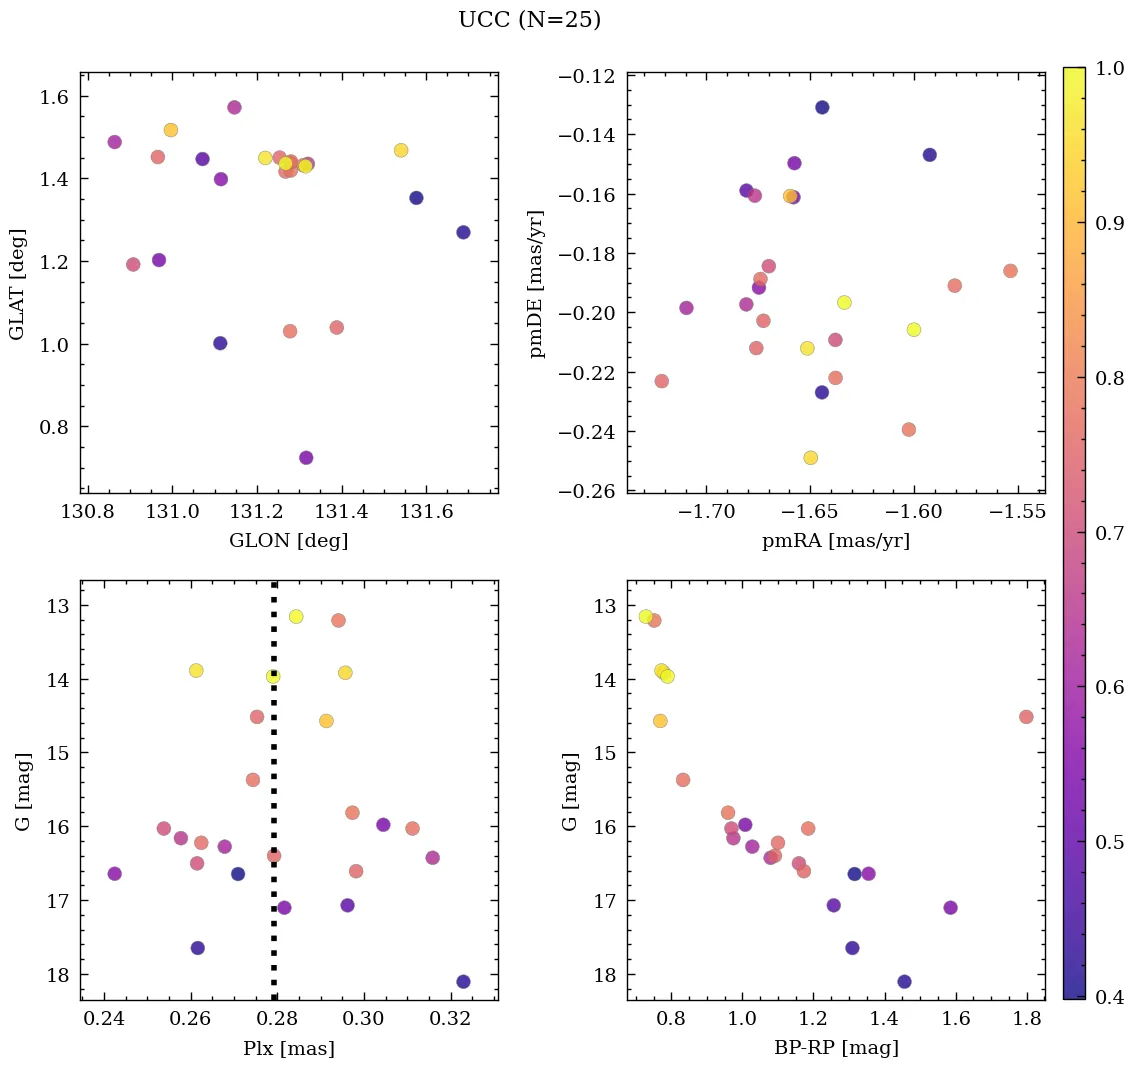 UCC (N=25)
1.6
1.4
1.2
1.0
0.8
GLAT [deg]
130.8 131.0 131.2 131.4 131.6
GLON [deg]
−0.12
−0.14
−0.16
−0.18
−0.20
−0.22
−0.24
−0.26
pmDE [mas/yr]
−1.70 −1.65 −1.60 −1.55
pmRA [mas/yr]
13
14
15
16
17
18
G [mag]
0.24 0.26 0.28 0.30 0.32
Plx [mas]
13
14
15
16
17
18
G [mag]
0.8 1.0 1.2 1.4 1.6 1.8
BP-RP [mag]
1.0
0.9
0.8
0.7
0.6
0.5
0.4